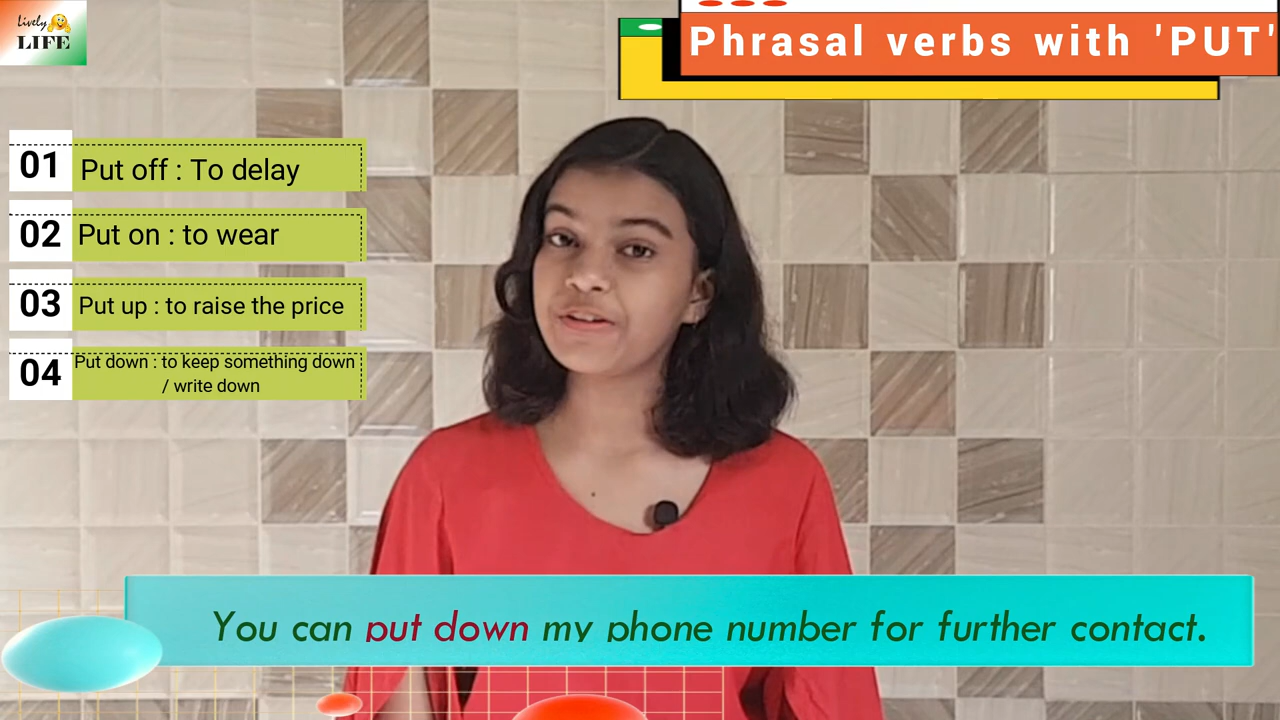 Lively
LIFE
Phrasal verbs with 'PUT'
01 Put off : To delay
02 Put on : to wear
03 Put up : to raise the price
04 Put down : to keep something down
/ write down
You can put down my phone number for further contact.